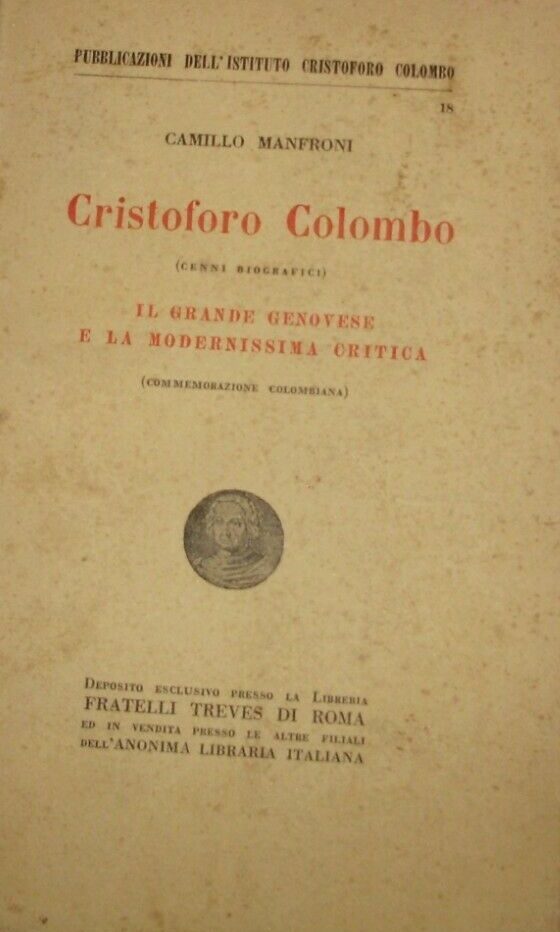 PUBBLICAZIONI DELL'ISTITUTO CRISTOFORO COLOMBO
18
CAMILLO MANFRONI
Cristoforo Colombo
(CENNI BIOGRAFICI)
IL GRANDE GENOVESE
E LA MODERNISSIMA CRITICA
(COMMEMORAZIONE COLOMBIANA)
DEPOSITO ESCLUSIVO PRESSO LA LIBRERIA
FRATELLI TREVES DI ROMA
ED IN VENDITA PRESSO LE ALTRE FILIALI
DELL'ANONIMA LIBRARIA ITALIANA